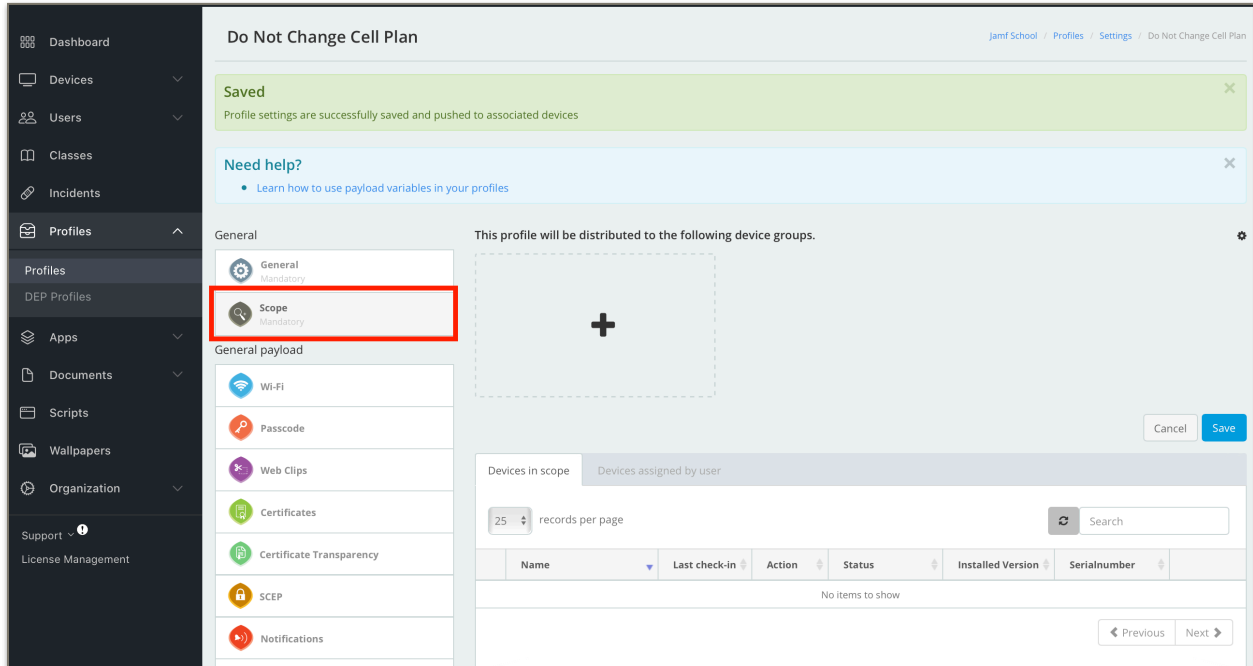 Dashboard
Devices
Users
Classes
Incidents
Profiles
Profiles
DEP Profiles
Apps
Documents
Scripts
Wallpapers
Organization
Support
License Management
Do Not Change Cell Plan
Jamf School / Profiles / Settings / Do Not Change Cell Plan
Saved
Profile settings are successfully saved and pushed to associated devices
Need help?
Learn how to use payload variables in your profiles
General
General
Mandatory
Scope
Mandatory
General payload
Wi-Fi
Passcode
Web Clips
Certificates
Certificate Transparency
SCEP
Notifications
This profile will be distributed to the following device groups.
Cancel Save
Devices in scope Devices assigned by user
25 records per page Search
Name Last check-in Action Status Installed Version Serialnumber
No items to show
Previous Next